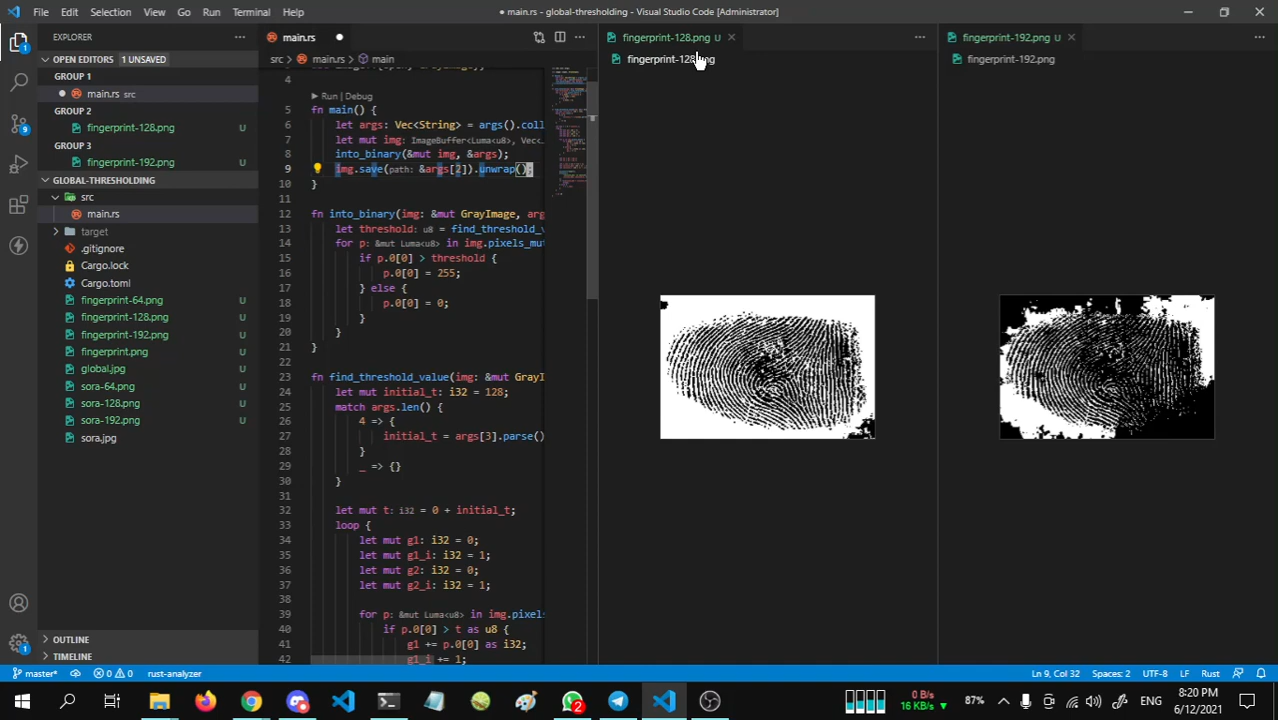 File Edit Selection View Go Run Terminal Help
● main.rs - global-thresholding - Visual Studio Code [Administrator]
EXPLORER
OPEN EDITORS 1 UNSAVED
GROUP 1
main.rs src
GROUP 2
fingerprint-128.png U
GROUP 3
fingerprint-192.png U
GLOBAL-THRESHOLDING
src
main.rs
target
.gitignore
Cargo.lock
Cargo.toml
fingerprint-64.png U
fingerprint-128.png U
fingerprint-192.png U
fingerprint.png U
global.jpg U
sora-64.png U
sora-128.png U
sora-192.png U
sora.jpg U
OUTLINE
TIMELINE
main.rs
src > main.rs > main
4
▶ Run | Debug
5 fn main() {
6 let args: Vec<String> = args().coll
7 let mut img: ImageBuffer<Luma<u8>, Vec<
8 into_binary(&mut img, &args);
9 img.save(path: &args[2]).unwrap();
10 }
11
12 fn into_binary(img: &mut GrayImage, arg
13 let threshold: u8 = find_threshold_v
14 for p: &mut Luma<u8> in img.pixels_mut
15 if p.0[0] > threshold {
16 p.0[0] = 255;
17 } else {
18 p.0[0] = 0;
19 }
20 }
21 }
22
23 fn find_threshold_value(img: &mut GrayI
24 let mut initial_t: i32 = 128;
25 match args.len() {
26 4 => {
27 initial_t = args[3].parse()
28 }
29 _ => {}
30 }
31
32 let mut t: i32 = 0 + initial_t;
33 loop {
34 let mut g1: i32 = 0;
35 let mut g1_i: i32 = 1;
36 let mut g2: i32 = 0;
37 let mut g2_i: i32 = 1;
38
39 for p: &mut Luma<u8> in img.pixels
40 if p.0[0] > t as u8 {
41 g1 += p.0[0] as i32;
42 g1_i += 1;
fingerprint-128.png U
fingerprint-128.png
fingerprint-192.png U
fingerprint-192.png
master* 0 0 rust-analyzer
Ln 9, Col 32 Spaces: 2 UTF-8 LF Rust
0 B/s
16 KB/s
87%
ENG
8:20 PM
6/12/2021